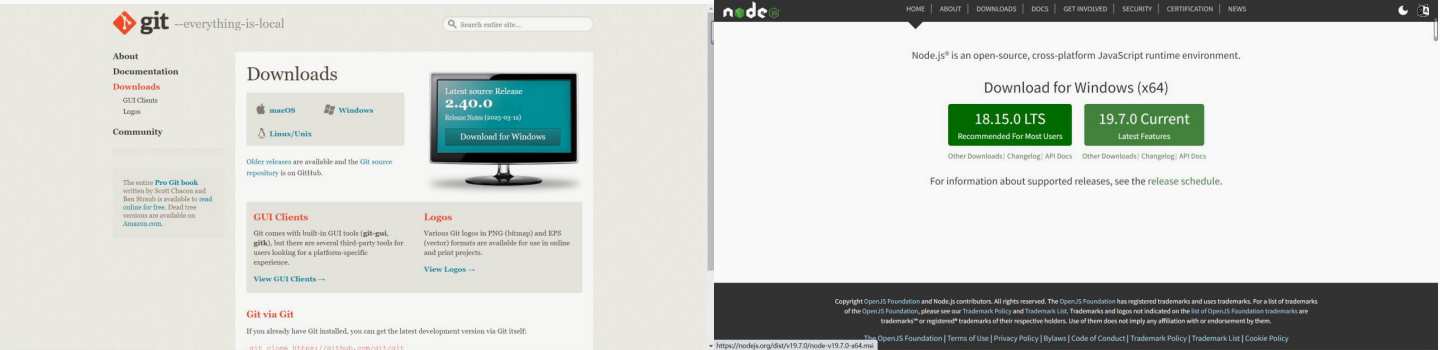 git --everything-is-local
Search entire site...
About
Documentation
Downloads
GUI Clients
Logos
Community
The entire Pro Git book
written by Scott Chacon and
Ben Straub is available to read
online for free. Dead tree
versions are available on
Amazon.com.
Downloads
macOS
Windows
Linux/Unix
Older releases are available and the Git source
repository is on GitHub.
Latest source Release
2.40.0
Release Notes (2023-03-12)
Download for Windows
GUI Clients
Git comes with built-in GUI tools (git-gui,
gitk), but there are several third-party tools for
users looking for a platform-specific
experience.
View GUI Clients →
Logos
Various Git logos in PNG (bitmap) and EPS
(vector) formats are available for use in online
and print projects.
View Logos →
Git via Git
If you already have Git installed, you can get the latest development version via Git itself:
git clone https://github.com/git/git
node
HOME | ABOUT | DOWNLOADS | DOCS | GET INVOLVED | SECURITY | CERTIFICATION | NEWS
Node.js® is an open-source, cross-platform JavaScript runtime environment.
Download for Windows (x64)
18.15.0 LTS
Recommended For Most Users
19.7.0 Current
Latest Features
Other Downloads | Changelog | API Docs
Other Downloads | Changelog | API Docs
For information about supported releases, see the release schedule.
Copyright OpenJS Foundation and Node.js contributors. All rights reserved. The OpenJS Foundation has registered trademarks and uses trademarks. For a list of trademarks
of the OpenJS Foundation, please see our Trademark Policy and Trademark List. Trademarks and logos not indicated on the list of OpenJS Foundation trademarks are
trademarks™ or registered® trademarks of their respective holders. Use of them does not imply any affiliation with or endorsement by them.
The OpenJS Foundation | Terms of Use | Privacy Policy | Bylaws | Code of Conduct | Trademark Policy | Trademark List | Cookie Policy
https://nodejs.org/dist/v19.7.0/node-v19.7.0-x64.msi